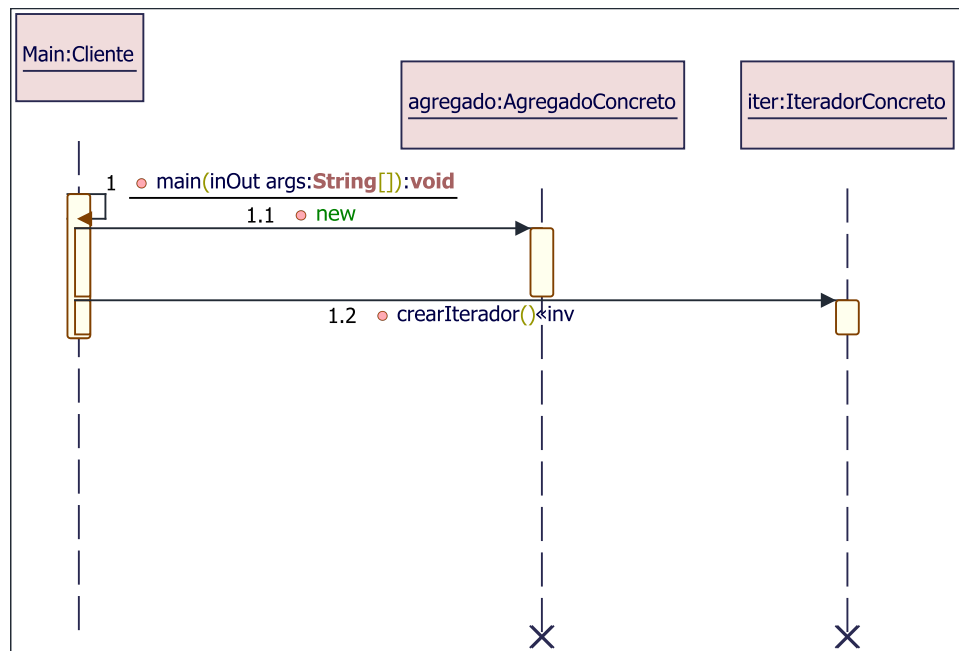 Main:Cliente
agregado:AgregadoConcreto
iter:IteradorConcreto
1 main(inOut args:String[]):void
1.1 new
1.2 crearIterador()«inv